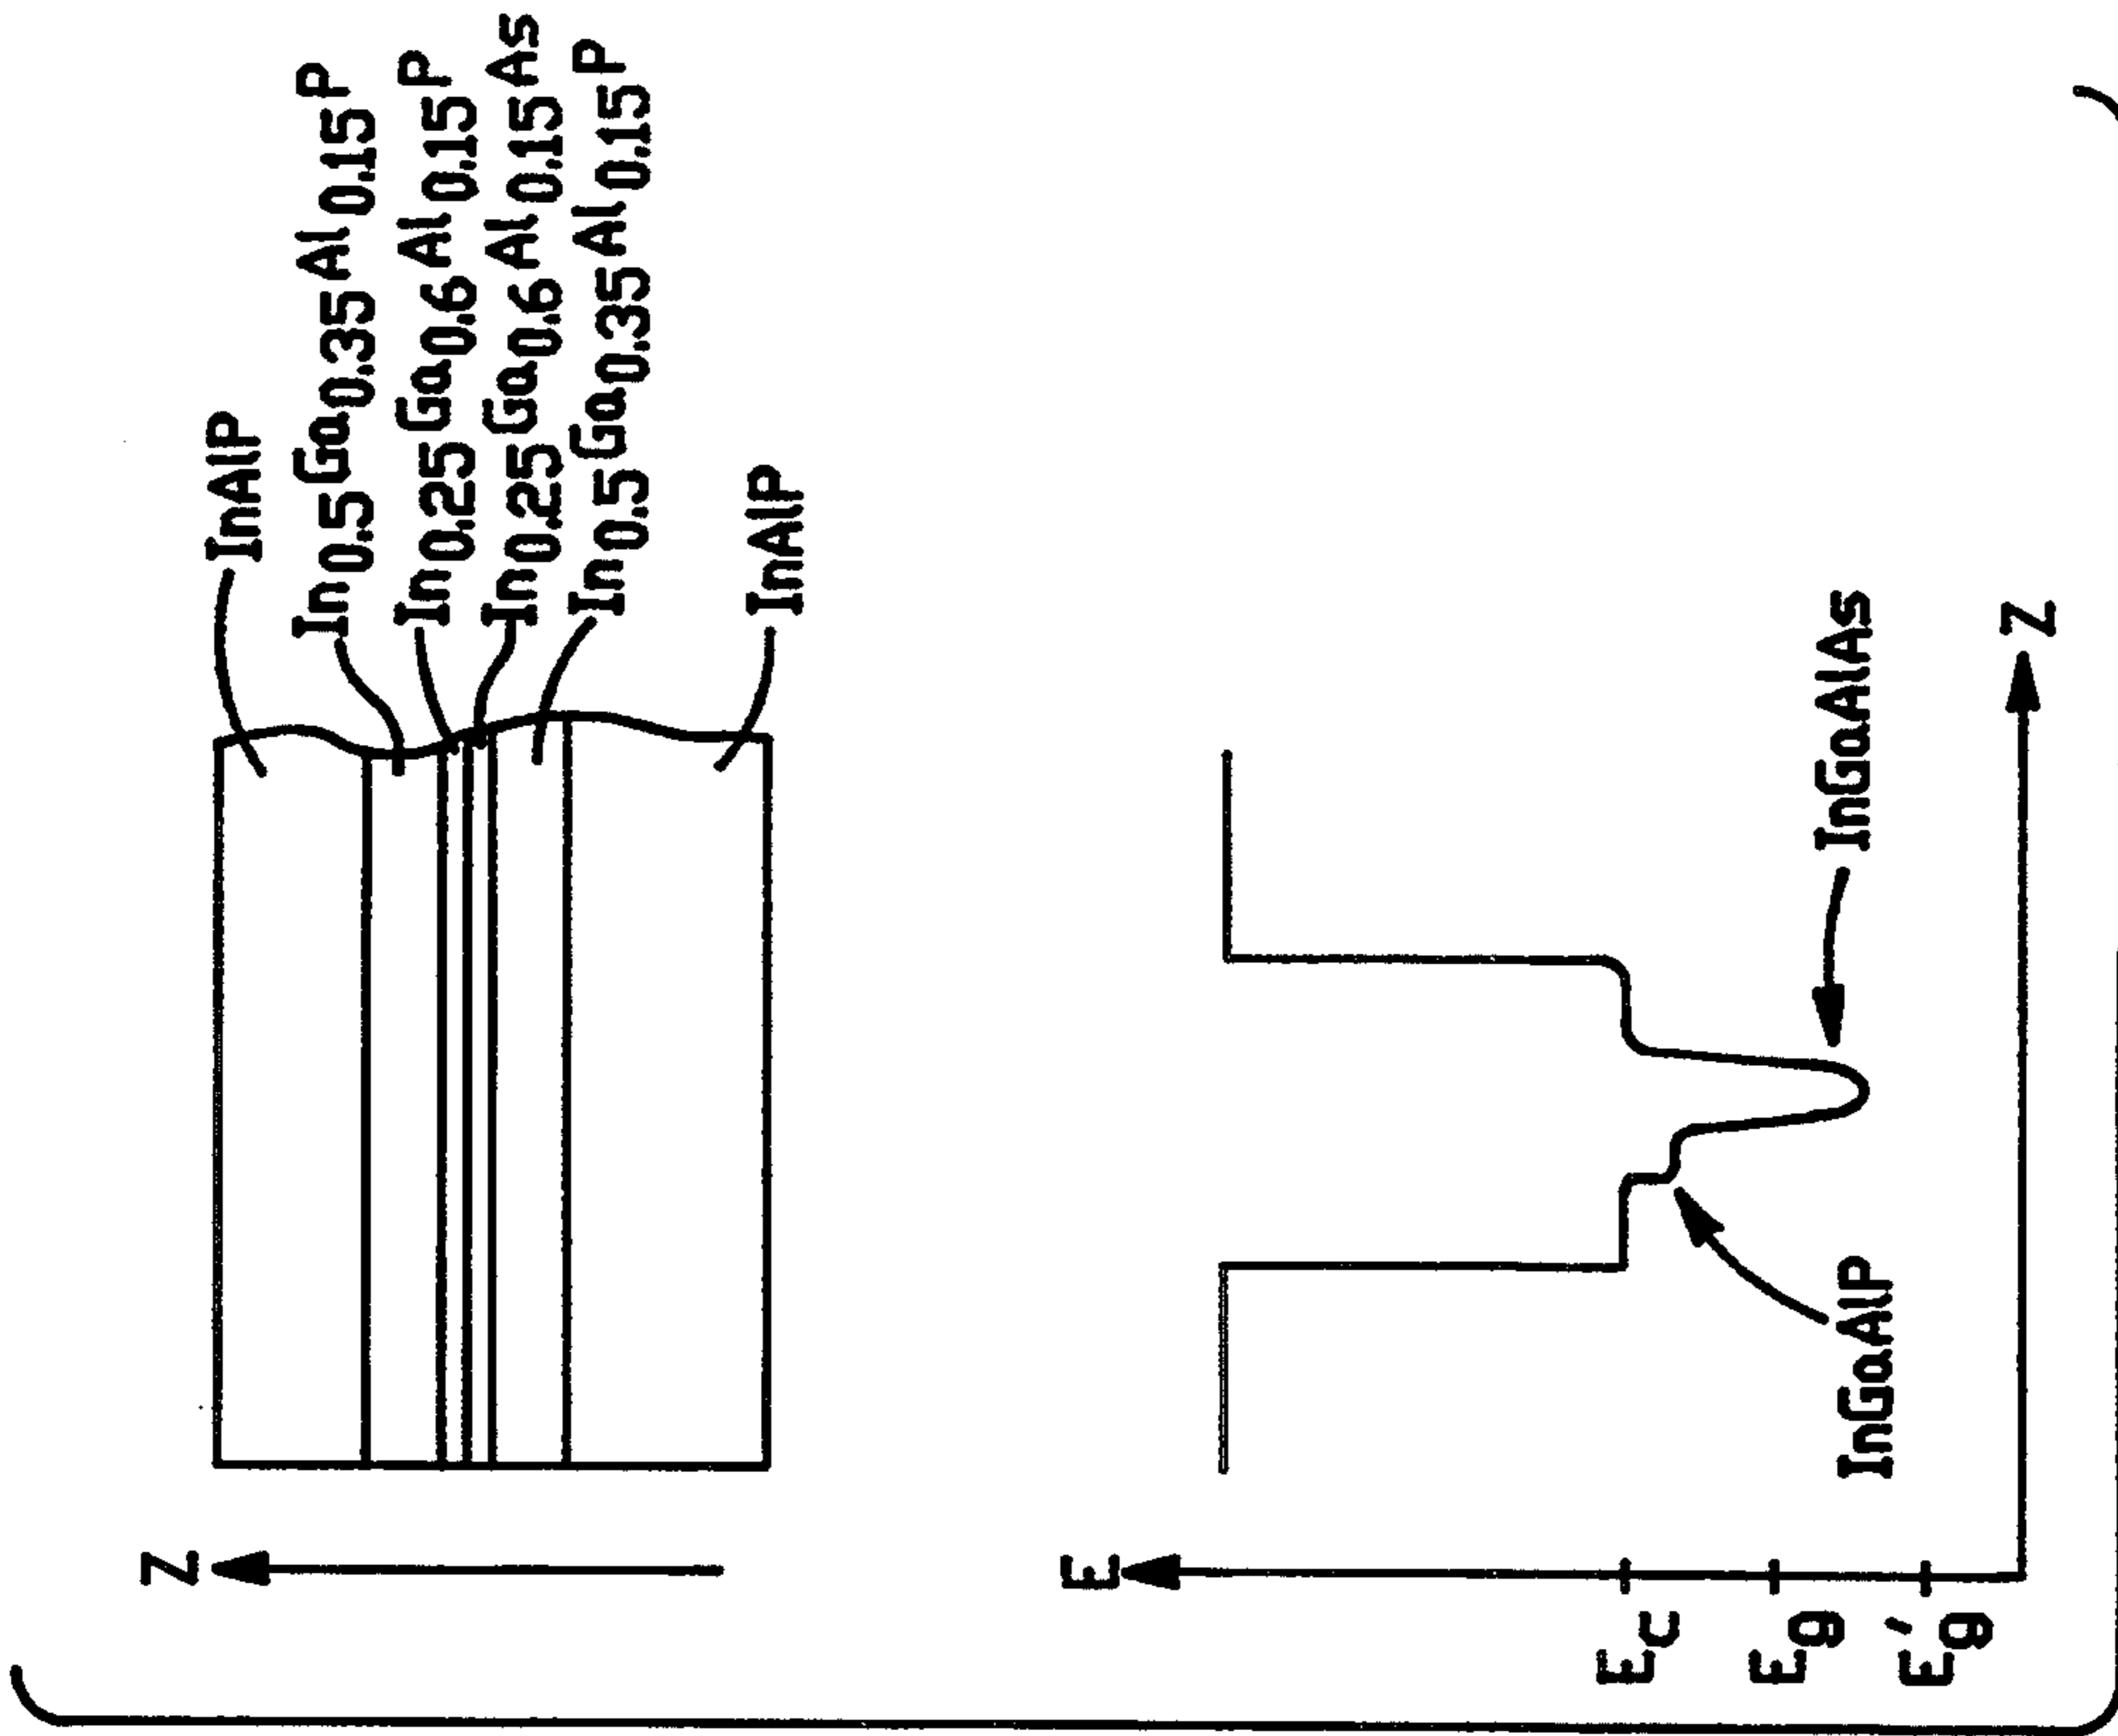 Z
InAlP
In0.5Ga0.35Al0.15P
In0.25Ga0.6Al0.15P
In0.25Ga0.6Al0.15As
In0.5Ga0.35Al0.15P
InAlP
E
Ec
Eg
Eg′
InGaAlP
InGaAlAs
Z